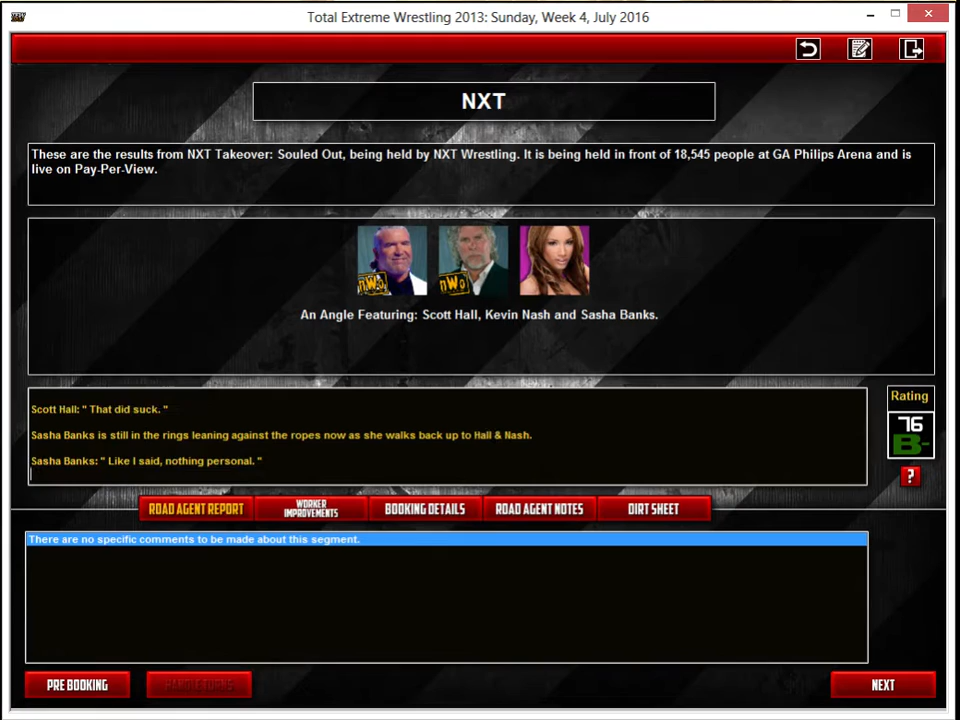 Total Extreme Wrestling 2013: Sunday, Week 4, July 2016
NXT
These are the results from NXT Takeover: Souled Out, being held by NXT Wrestling. It is being held in front of 18,545 people at GA Philips Arena and is
live on Pay-Per-View.
nWo nWo
An Angle Featuring: Scott Hall, Kevin Nash and Sasha Banks.
Scott Hall: " That did suck. "
Sasha Banks is still in the rings leaning against the ropes now as she walks back up to Hall & Nash.
Sasha Banks: " Like I said, nothing personal. "
Rating
76
B-
?
ROAD AGENT REPORT
WORKER
IMPROVEMENTS
BOOKING DETAILS
ROAD AGENT NOTES
DIRT SHEET
There are no specific comments to be made about this segment.
PRE BOOKING
NEXT